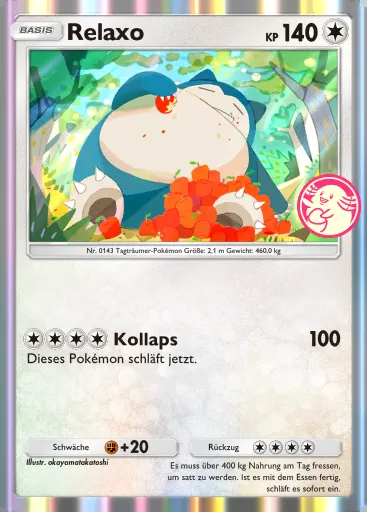 BASIS
Relaxo
KP 140
Nr. 0143 Tagträumer-Pokémon Größe: 2,1 m Gewicht: 460,0 kg
Kollaps 100
Dieses Pokémon schläft jetzt.
Schwäche +20 Rückzug
Illustr. okayamatakatoshi
Es muss über 400 kg Nahrung am Tag fressen,
um satt zu werden. Ist es mit dem Essen fertig,
schläft es sofort ein.